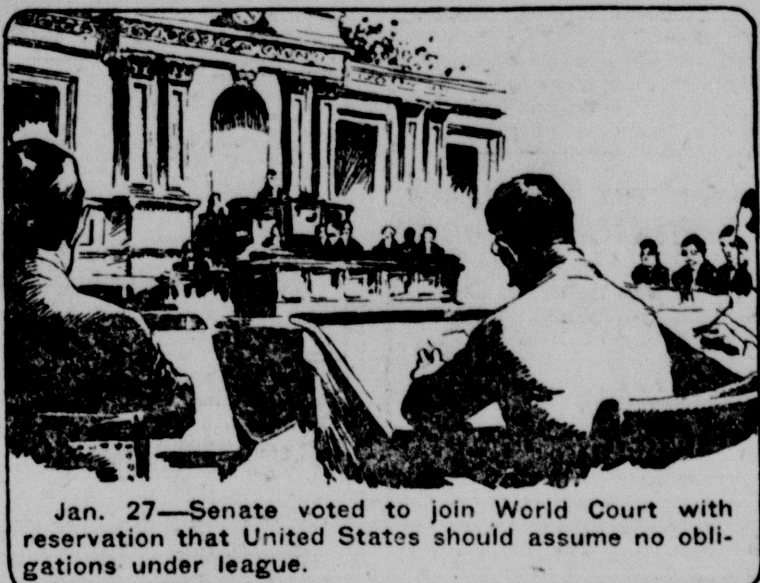 Jan. 27—Senate voted to join World Court with
reservation that United States should assume no obli-
gations under league.